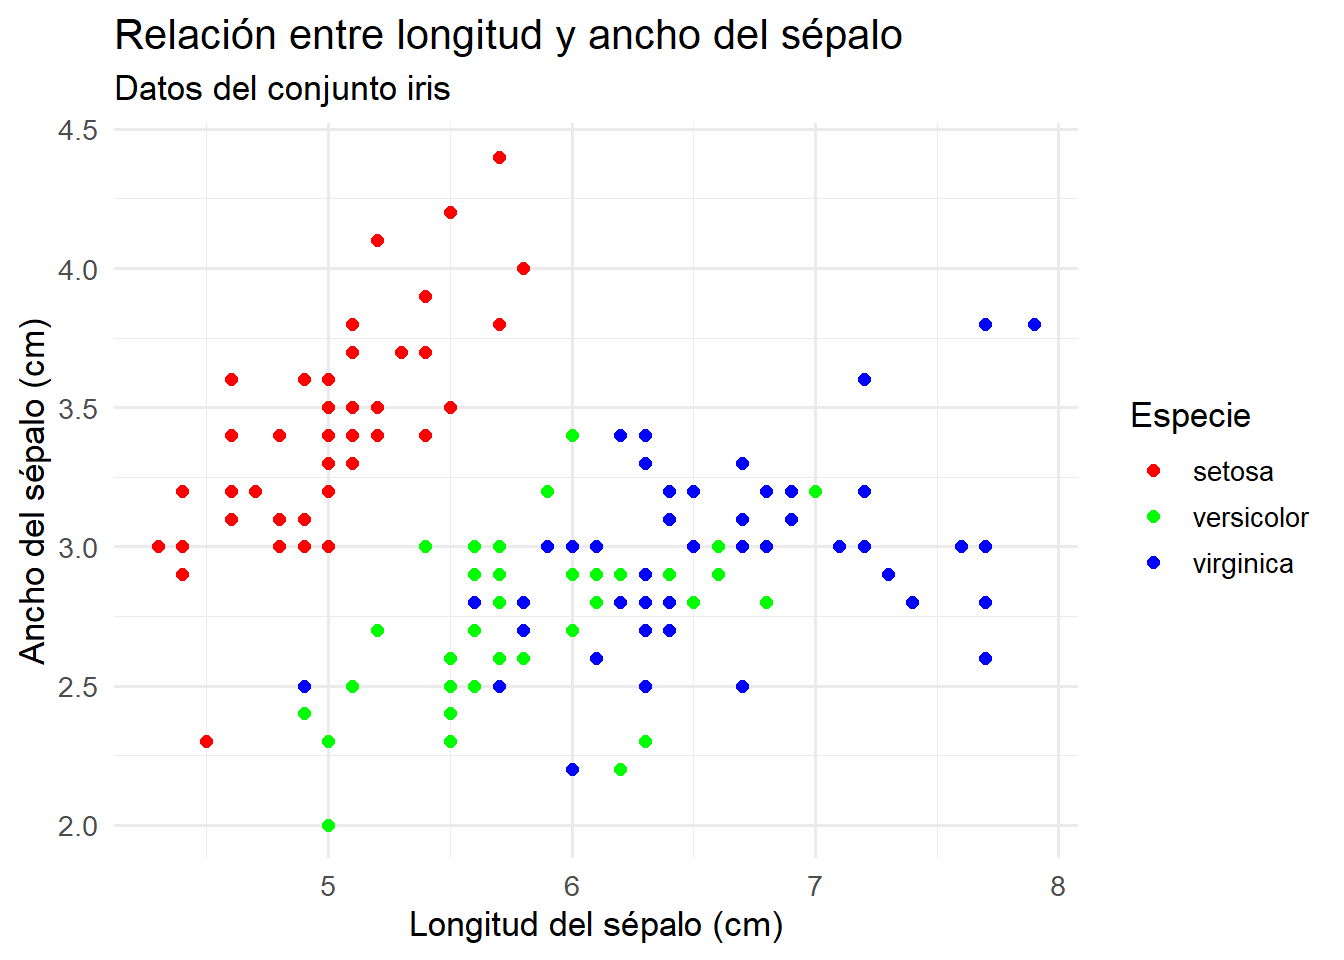 Relación entre longitud y ancho del sépalo
Datos del conjunto iris
4.5
4.0
3.5
3.0
2.5
2.0
Ancho del sépalo (cm)
5
6
7
8
Longitud del sépalo (cm)
Especie
setosa
versicolor
virginica